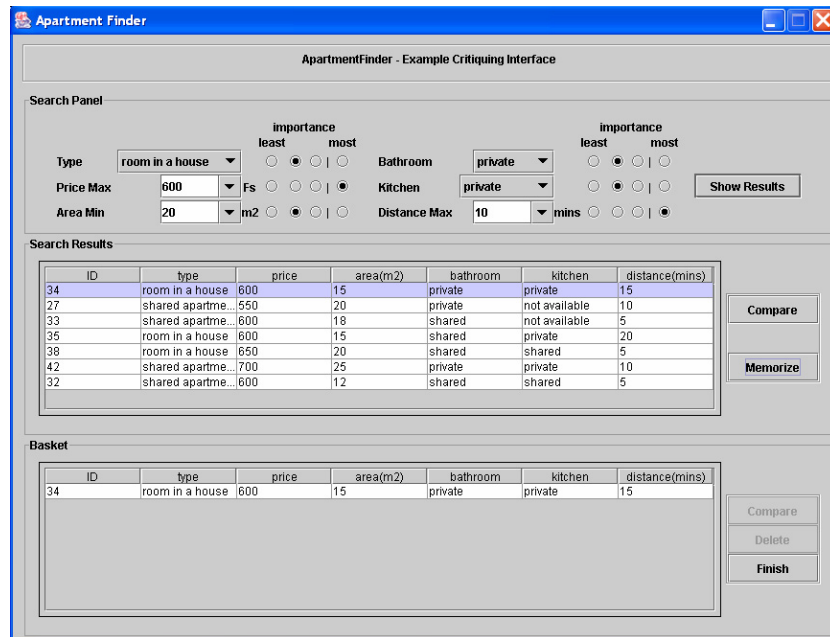 Apartment Finder
ApartmentFinder - Example Critiquing Interface
Search Panel
importance importance
least most least most
Type room in a house | Bathroom private |
Price Max 600 Fs | Kitchen private | Show Results
Area Min 20 m2 | Distance Max 10 mins |
Search Results
ID type price area(m2) bathroom kitchen distance(mins)
34 room in a house 600 15 private private 15
27 shared apartme... 550 20 private not available 10
33 shared apartme... 600 18 shared not available 5
35 room in a house 600 15 shared private 20
38 room in a house 650 20 shared shared 5
42 shared apartme... 700 25 private private 10
32 shared apartme... 600 12 shared shared 5
Compare
Memorize
Basket
ID type price area(m2) bathroom kitchen distance(mins)
34 room in a house 600 15 private private 15
Compare
Delete
Finish